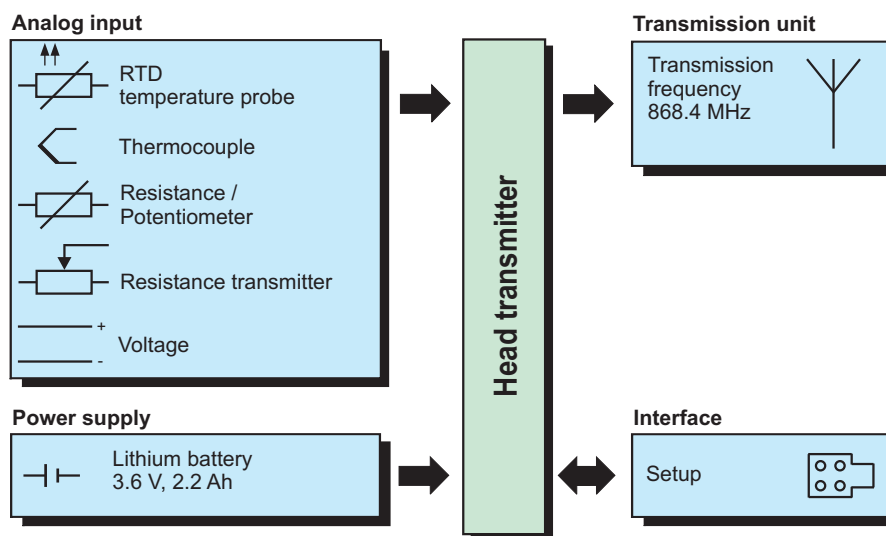 Analog input
RTD
temperature probe
Thermocouple
Resistance /
Potentiometer
Resistance transmitter
+
Voltage
-
Power supply
Lithium battery
3.6 V, 2.2 Ah
Head transmitter
Transmission unit
Transmission
frequency
868.4 MHz
Interface
Setup